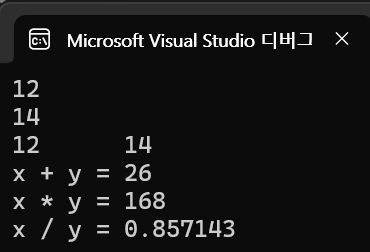 Microsoft Visual Studio 디버그
12
14
12 14
x + y = 26
x * y = 168
x / y = 0.857143